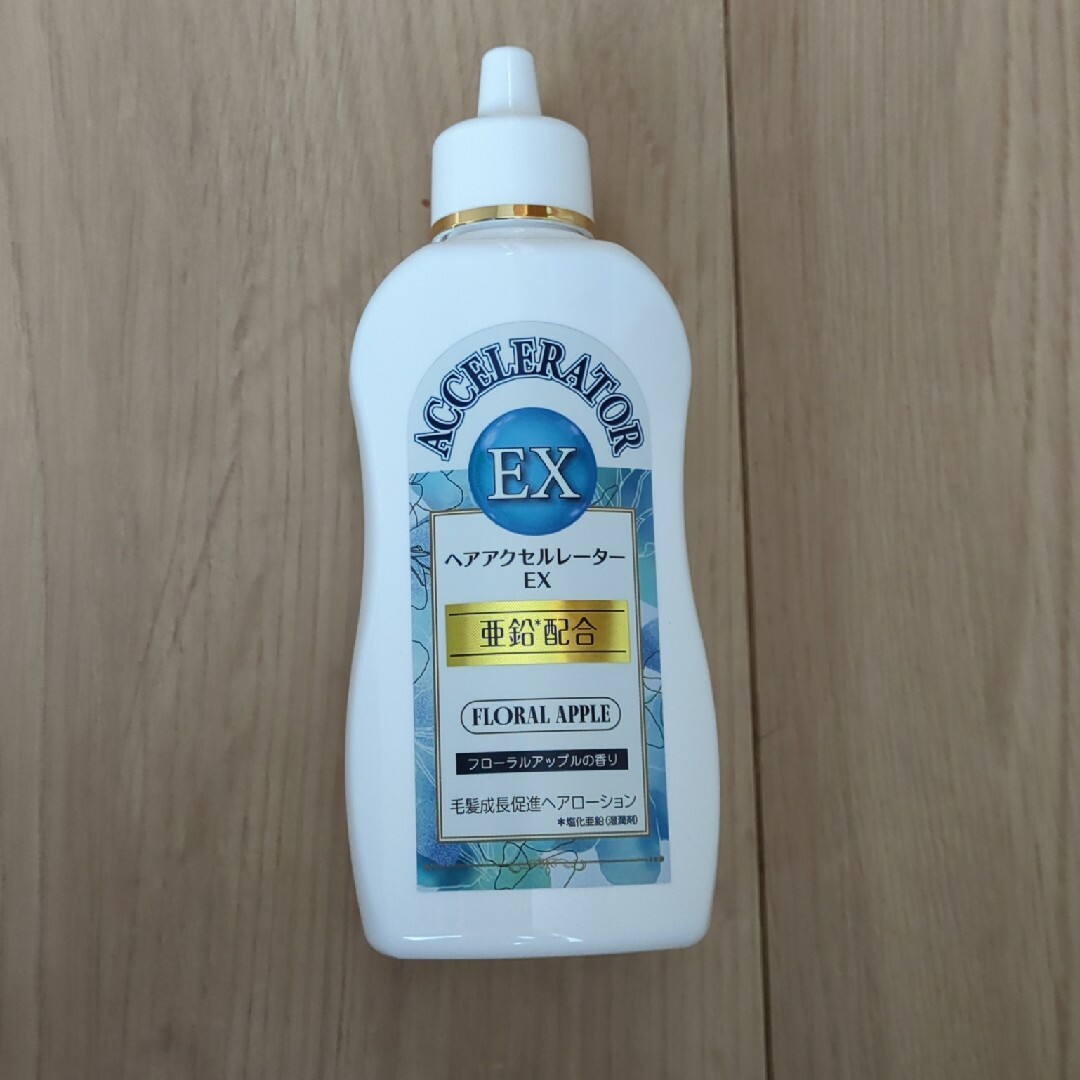 ACCELERATOR
EX
ヘアアクセルレーター
EX
亜鉛*配合
FLORAL APPLE
フローラルアップルの香り
毛髪成長促進ヘアローション
*塩化亜鉛(湿潤剤)